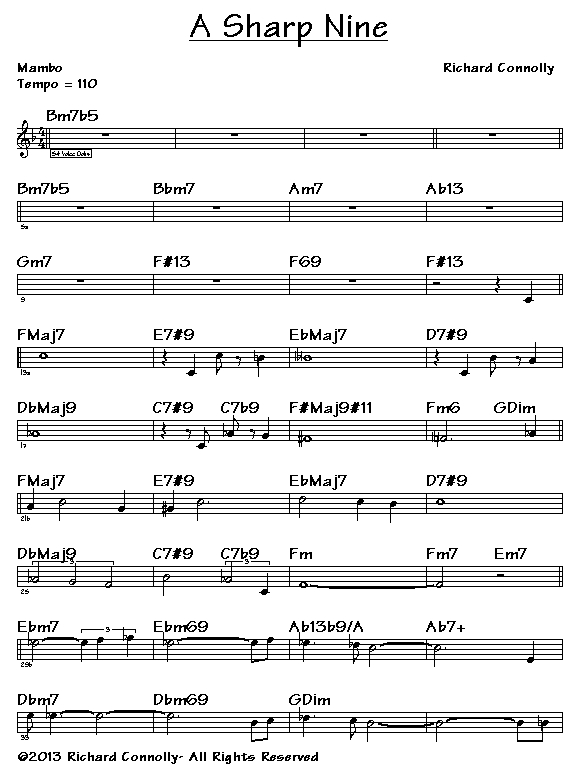 A Sharp Nine
Mambo
Richard Connolly
Tempo = 110
Bm7b5
Bm7b5 Bbm7 Am7 Ab13
5a
Gm7 F#13 F69 F#13
9
FMaj7 E7#9 EbMaj7 D7#9
13a
DbMaj9 C7#9 C7b9 F#Maj9#11 Fm6 GDim
17
FMaj7 E7#9 EbMaj7 D7#9
21b
DbMaj9 C7#9 C7b9 Fm Fm7 Em7
3 3
25
Ebm7 Ebm69 Ab13b9/A Ab7+
3
29b
Dbm7 Dbm69 GDim
33
©2013 Richard Connolly- All Rights Reserved